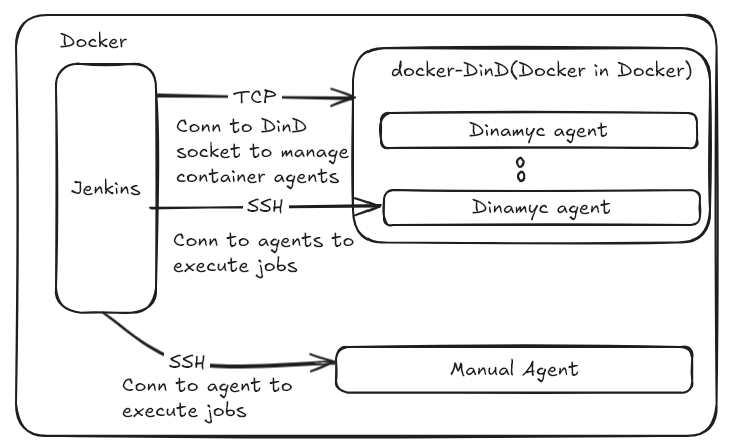 Docker
docker-DinD(Docker in Docker)
TCP
Dinamyc agent
Conn to DinD
socket to manage
container agents
Jenkins
SSH
Dinamyc agent
Conn to agents to
execute jobs
SSH
Manual Agent
Conn to agent to
execute jobs